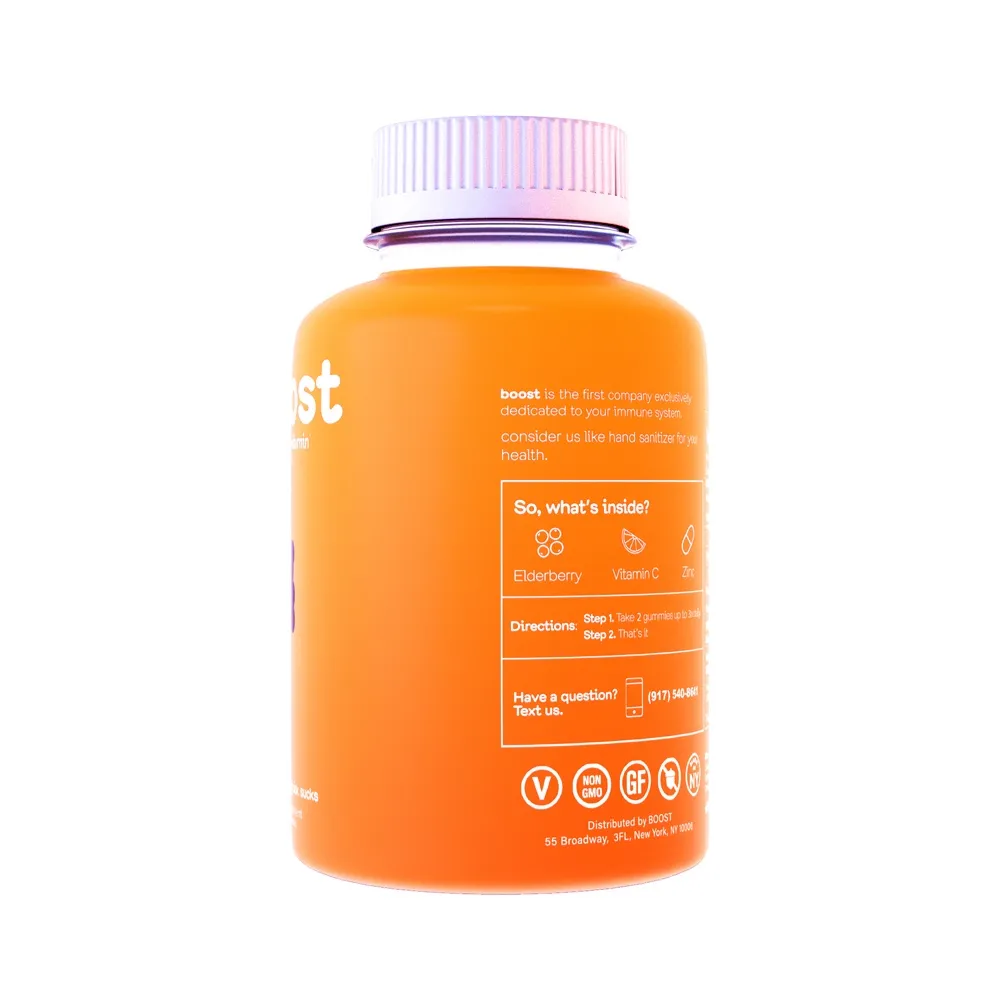 ost
boost is the first company exclusively
dedicated to your immune system.
consider us like hand sanitizer for your
health.
So, what's inside?
Elderberry Vitamin C Zinc
Directions: Step 1. Take 2 gummies up to
Step 2. That's it
Have a question? (917) 540-8641
Text us.
V NON GMO GF NY
Distributed by BOOST
55 Broadway, 3FL, New York, NY 10006
sucks